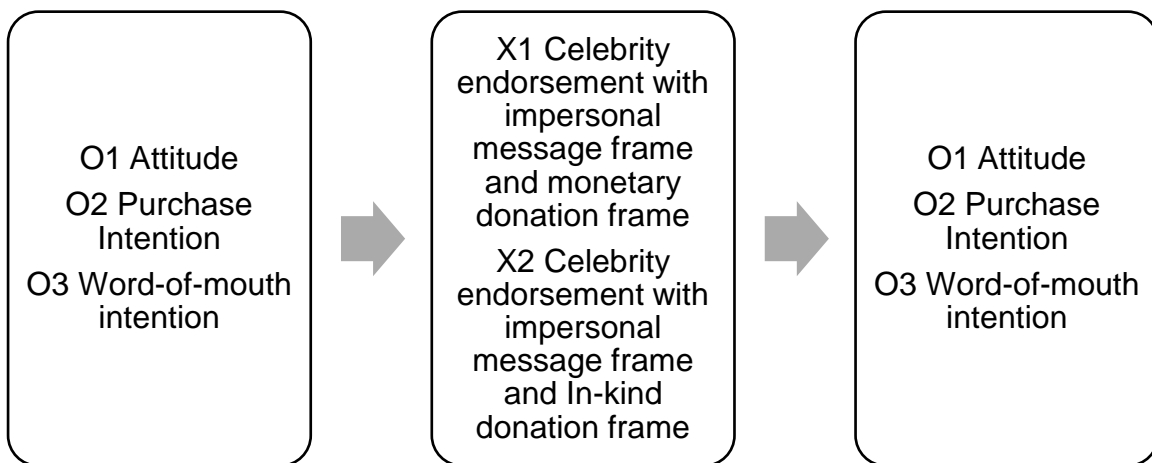 O1 Attitude
O2 Purchase
Intention
O3 Word-of-mouth
intention
X1 Celebrity
endorsement with
impersonal
message frame
and monetary
donation frame
X2 Celebrity
endorsement with
impersonal
message frame
and In-kind
donation frame
O1 Attitude
O2 Purchase
Intention
O3 Word-of-mouth
intention